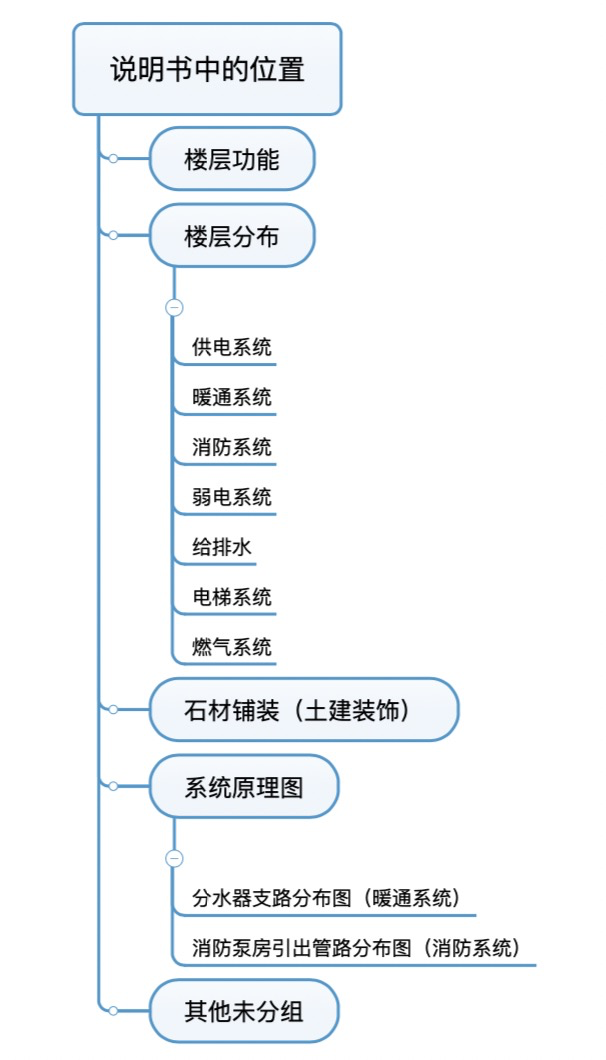 说明书中的位置
楼层功能
楼层分布
供电系统
暖通系统
消防系统
弱电系统
给排水
电梯系统
燃气系统
石材铺装（土建装饰）
系统原理图
分水器支路分布图（暖通系统）
消防泵房引出管路分布图（消防系统）
其他未分组